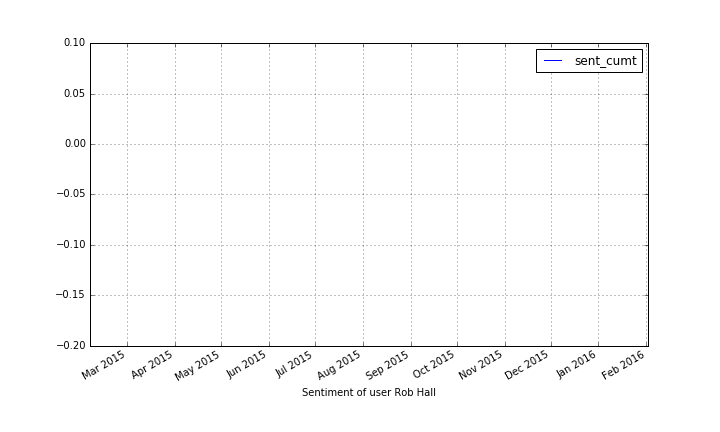 0.10
sent_cumt
0.05
0.00
−0.05
−0.10
−0.15
−0.20
Mar 2015
Apr 2015
May 2015
Jun 2015
Jul 2015
Aug 2015
Sep 2015
Oct 2015
Nov 2015
Dec 2015
Jan 2016
Feb 2016
Sentiment of user Rob Hall